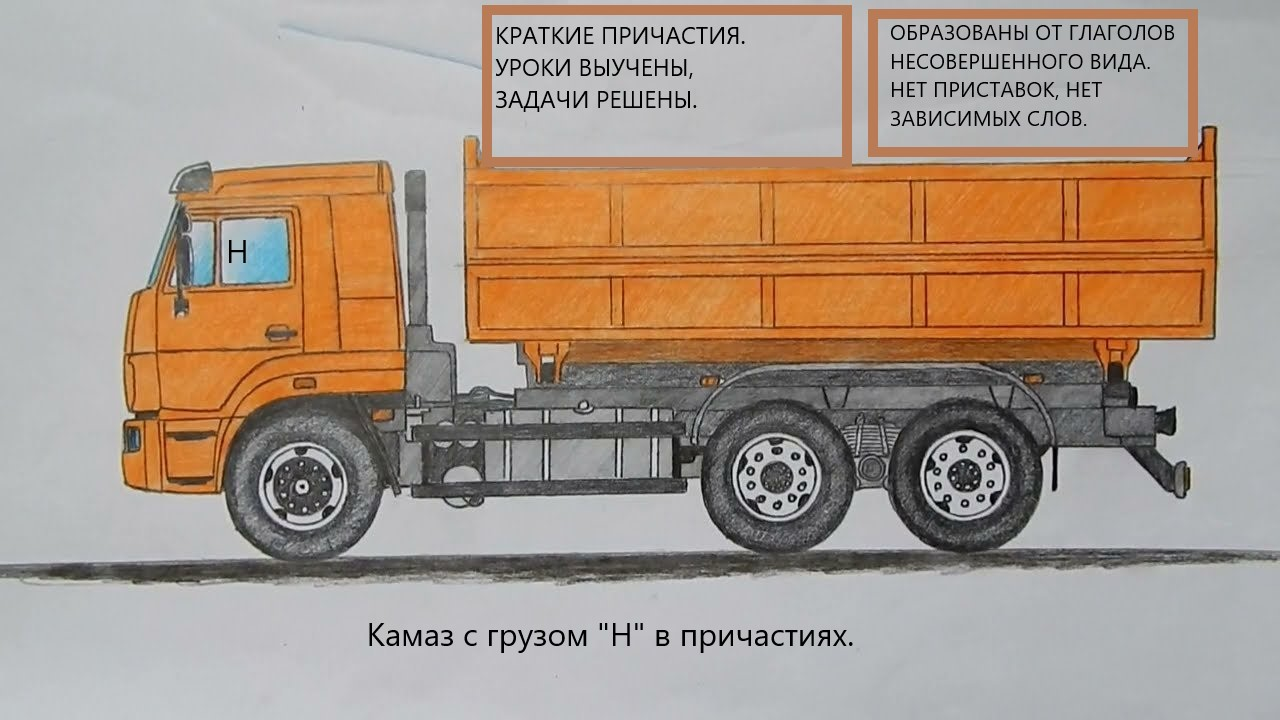 КРАТКИЕ ПРИЧАСТИЯ.
УРОКИ ВЫУЧЕНЫ,
ЗАДАЧИ РЕШЕНЫ.
ОБРАЗОВАНЫ ОТ ГЛАГОЛОВ
НЕСОВЕРШЕННОГО ВИДА.
НЕТ ПРИСТАВОК, НЕТ
ЗАВИСИМЫХ СЛОВ.
Н
Камаз с грузом "Н" в причастиях.